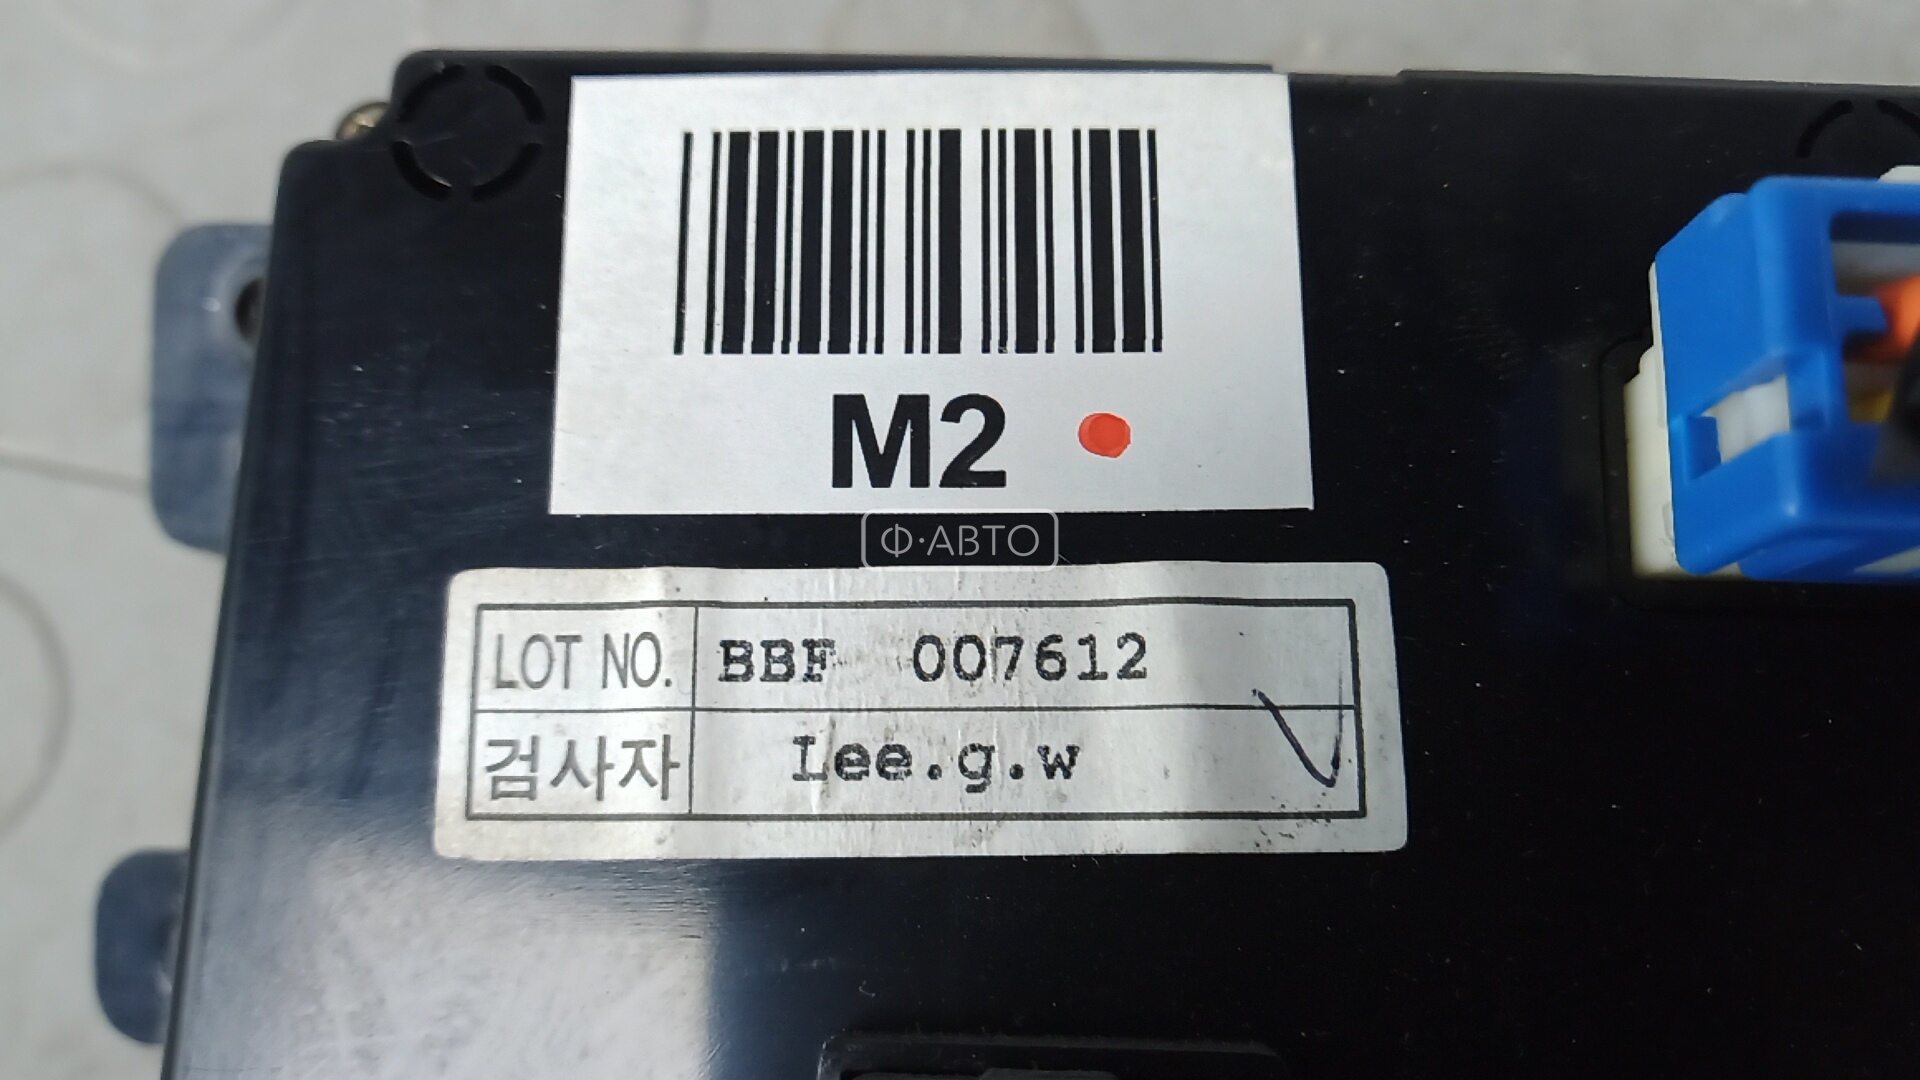 M2
Ф·АВТО
LOT NO. BBF 007612
검사자 Lee.g.w